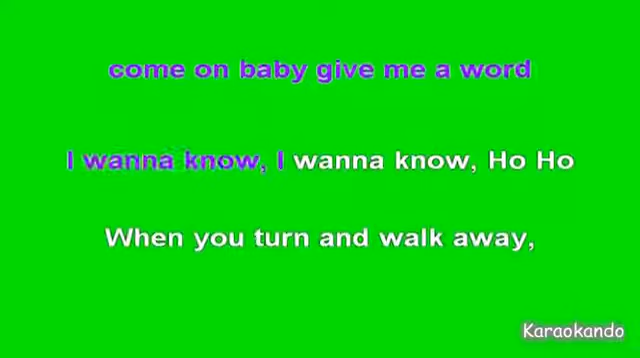 come on baby give me a word
I wanna know, I wanna know, Ho Ho
When you turn and walk away,
Karaokando